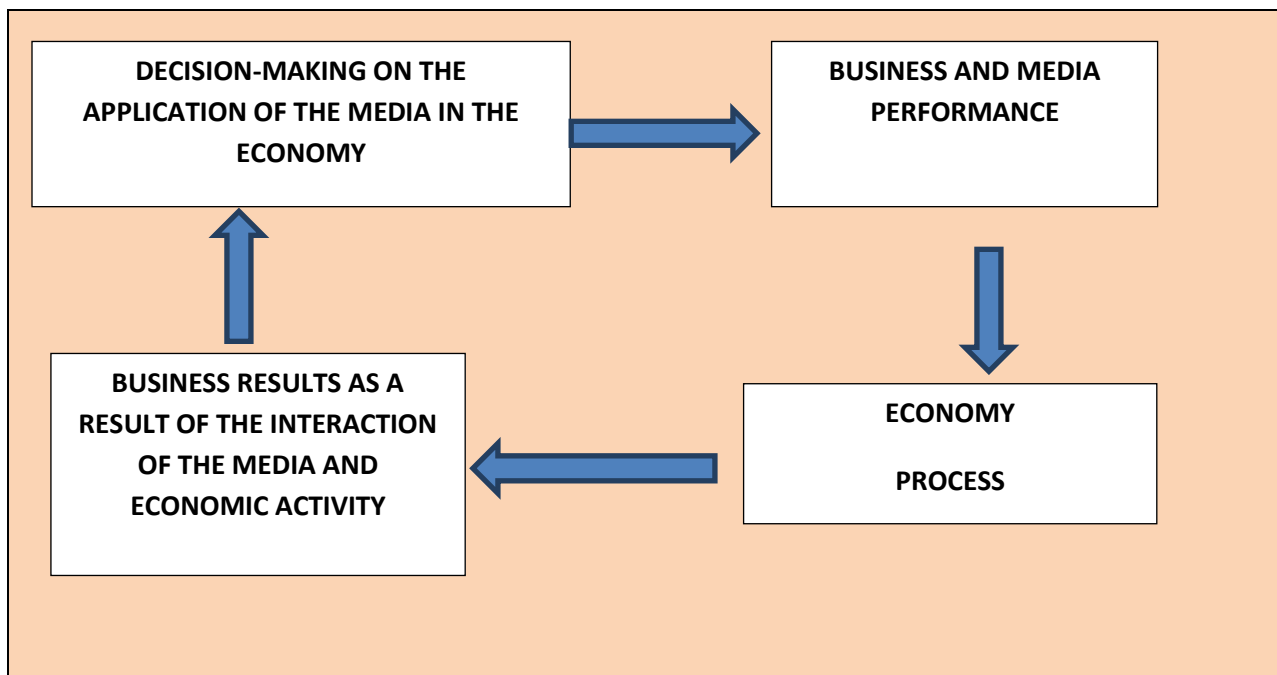 DECISION-MAKING ON THE
APPLICATION OF THE MEDIA IN THE
ECONOMY
BUSINESS AND MEDIA
PERFORMANCE
BUSINESS RESULTS AS A
RESULT OF THE INTERACTION
OF THE MEDIA AND
ECONOMIC ACTIVITY
ECONOMY
PROCESS